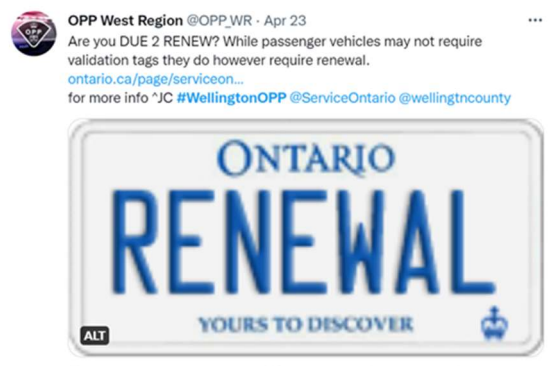 OPP West Region @OPP_WR · Apr 23
Are you DUE 2 RENEW? While passenger vehicles may not require
validation tags they do however require renewal.
ontario.ca/page/serviceon...
for more info ^JC #WellingtonOPP @ServiceOntario @wellingtncounty
ONTARIO
RENEWAL
YOURS TO DISCOVER
ALT
OPP